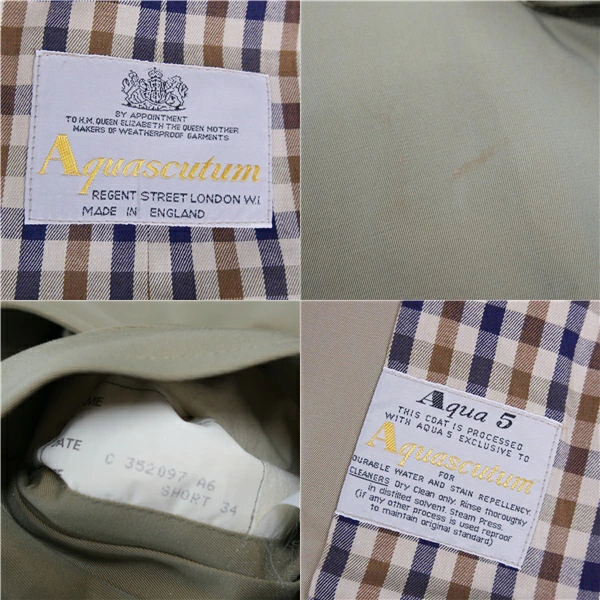 BY APPOINTMENT
TO H.M. QUEEN ELIZABETH THE QUEEN MOTHER
MAKERS OF WEATHERPROOF GARMENTS
Aquascutum
REGENT STREET LONDON W.I.
MADE IN ENGLAND
ME
DATE
C 352097 A6
SHORT 34
Aqua 5
THIS COAT IS PROCESSED
WITH AQUA 5 EXCLUSIVE TO
Aquascutum
FOR
DURABLE WATER AND STAIN REPELLENCY.
CLEANERS Dry Clean only. Rinse thoroughly
in distilled solvent. Steam Press.
(if any other process is used reproof
to maintain original standard)